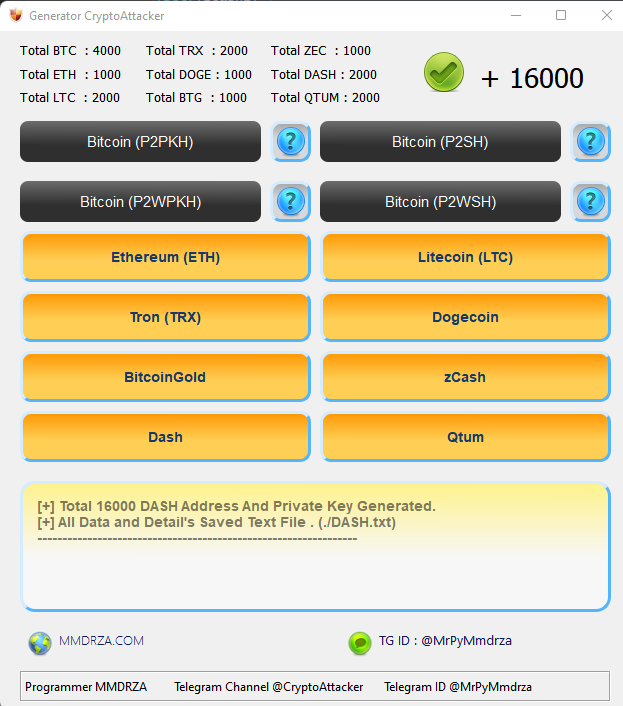 Generator CryptoAttacker
Total BTC : 4000 Total TRX : 2000 Total ZEC : 1000
Total ETH : 1000 Total DOGE : 1000 Total DASH : 2000
Total LTC : 2000 Total BTG : 1000 Total QTUM : 2000
+ 16000
Bitcoin (P2PKH) ? Bitcoin (P2SH) ?
Bitcoin (P2WPKH) ? Bitcoin (P2WSH) ?
Ethereum (ETH) Litecoin (LTC)
Tron (TRX) Dogecoin
BitcoinGold zCash
Dash Qtum
[+] Total 16000 DASH Address And Private Key Generated.
[+] All Data and Detail's Saved Text File . (./DASH.txt)
----------------------------------------------------------------
MMDRZA.COM TG ID : @MrPyMmdrza
Programmer MMDRZA Telegram Channel @CryptoAttacker Telegram ID @MrPyMmdrza